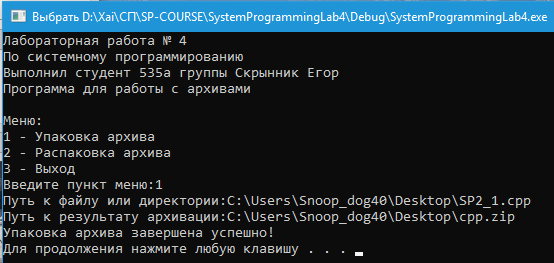 Выбрать D:\Xai\СП\SP-COURSE\SystemProgrammingLab4\Debug\SystemProgrammingLab4.exe
Лабораторная работа № 4
По системному программированию
Выполнил студент 535а группы Скрынник Егор
Программа для работы с архивами
Меню:
1 - Упаковка архива
2 - Распаковка архива
3 - Выход
Введите пункт меню:1
Путь к файлу или директории:C:\Users\Snoop_dog40\Desktop\SP2_1.cpp
Путь к результату архивации:C:\Users\Snoop_dog40\Desktop\cpp.zip
Упаковка архива завершена успешно!
Для продолжения нажмите любую клавишу . . .